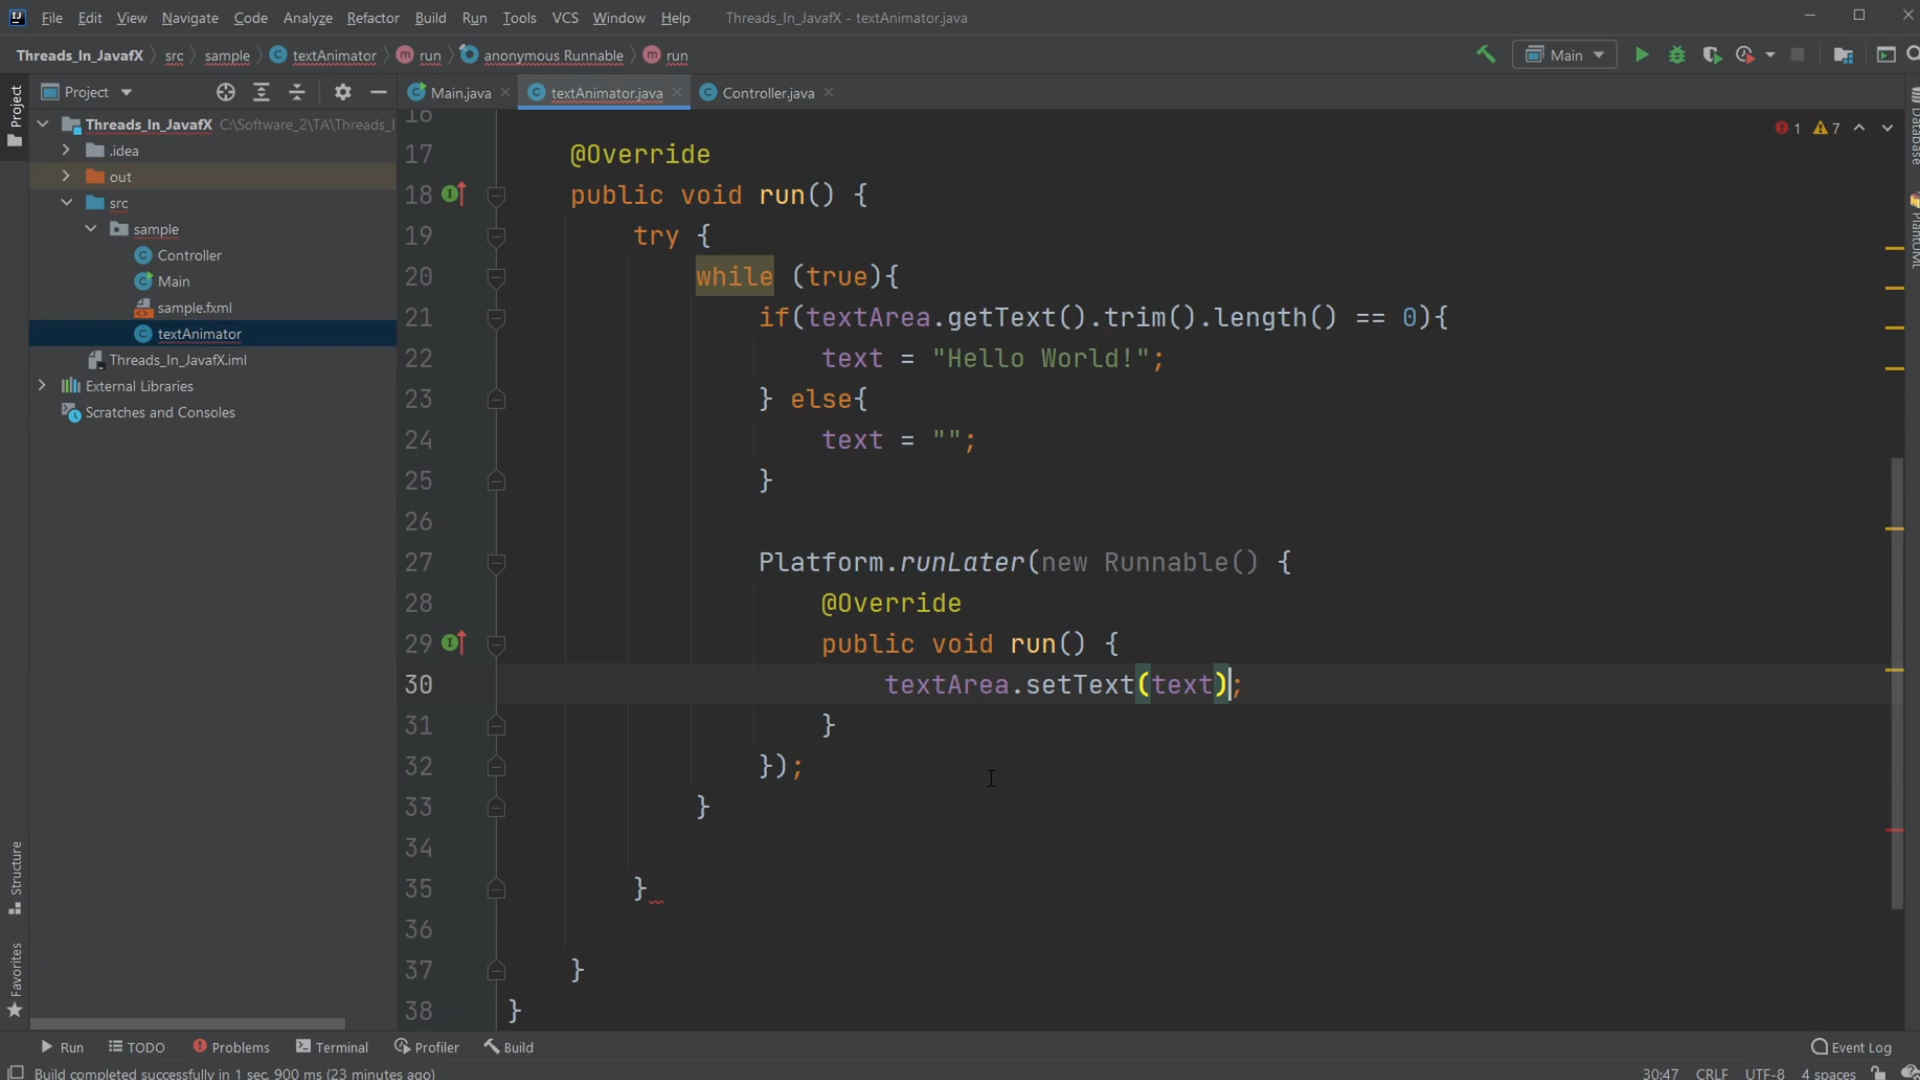 File Edit View Navigate Code Analyze Refactor Build Run Tools VCS Window Help Threads_In_JavafX - textAnimator.java
Threads_In_JavafX src sample textAnimator run anonymous Runnable run Main
Project Main.java textAnimator.java Controller.java
Project
Threads_In_JavafX C:\Software_2\TA\Threads_I
.idea
out
src
sample
Controller
Main
sample.fxml
textAnimator
Threads_In_JavafX.iml
External Libraries
Scratches and Consoles
Structure
Favorites
1 7
16
17 @Override
18 public void run() {
19 try {
20 while (true){
21 if(textArea.getText().trim().length() == 0){
22 text = "Hello World!";
23 } else{
24 text = "";
25 }
26
27 Platform.runLater(new Runnable() {
28 @Override
29 public void run() {
30 textArea.setText(text);
31 }
32 });
33 }
34
35 }
36
37 }
38 }
Database
PlantUML
Run TODO Problems Terminal Profiler Build Event Log
Build completed successfully in 1 sec, 900 ms (23 minutes ago) 30:47 CRLF UTF-8 4 spaces